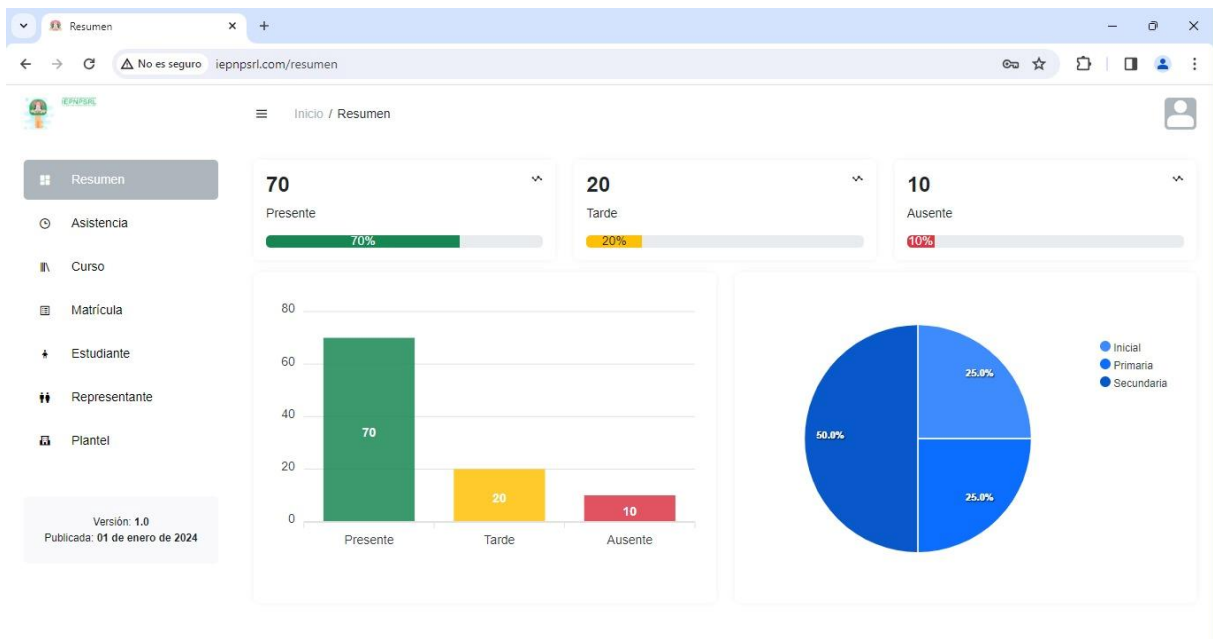 Resumen
No es seguro iepnpsrl.com/resumen
IEPNPSRL
Inicio / Resumen
Resumen
Asistencia
Curso
Matrícula
Estudiante
Representante
Plantel
Versión: 1.0
Publicada: 01 de enero de 2024
70
Presente
70%
20
Tarde
20%
10
Ausente
10%
80
60
40
20
0
70
20
10
Presente Tarde Ausente
25.0%
50.0%
25.0%
Inicial
Primaria
Secundaria